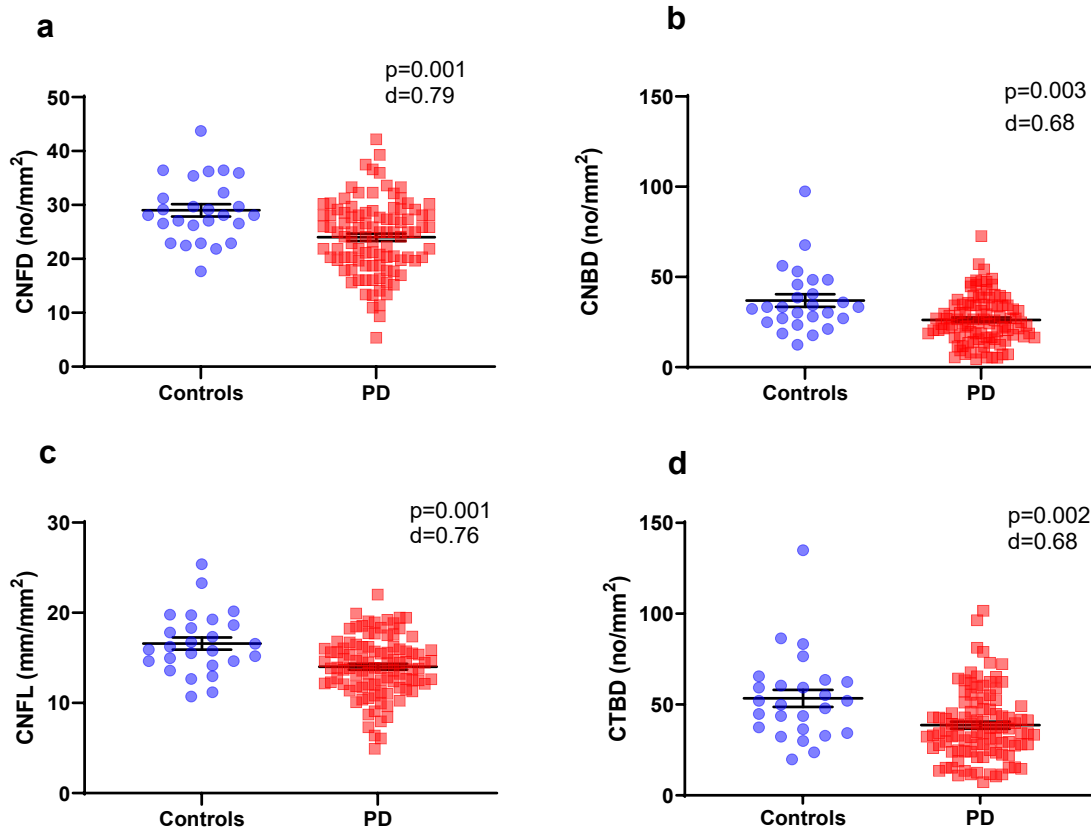 a
p=0.001
d=0.79
CNFD (no/mm²)
50
40
30
20
10
0
Controls
PD
b
p=0.003
d=0.68
CNBD (no/mm²)
150
100
50
0
Controls
PD
c
p=0.001
d=0.76
CNFL (mm/mm²)
30
20
10
0
Controls
PD
d
p=0.002
d=0.68
CTBD (no/mm²)
150
100
50
0
Controls
PD